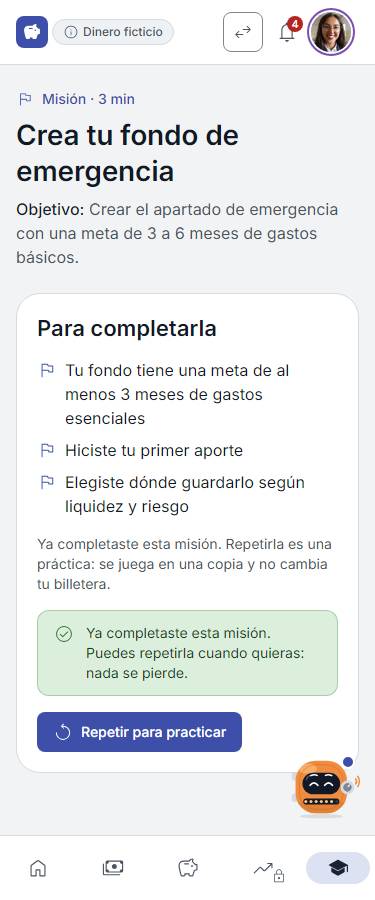 Dinero ficticio
4
Misión · 3 min
Crea tu fondo de
emergencia
Objetivo: Crear el apartado de emergencia
con una meta de 3 a 6 meses de gastos
básicos.
Para completarla
Tu fondo tiene una meta de al
menos 3 meses de gastos
esenciales
Hiciste tu primer aporte
Elegiste dónde guardarlo según
liquidez y riesgo
Ya completaste esta misión. Repetirla es una
práctica: se juega en una copia y no cambia
tu billetera.
Ya completaste esta misión.
Puedes repetirla cuando quieras:
nada se pierde.
Repetir para practicar